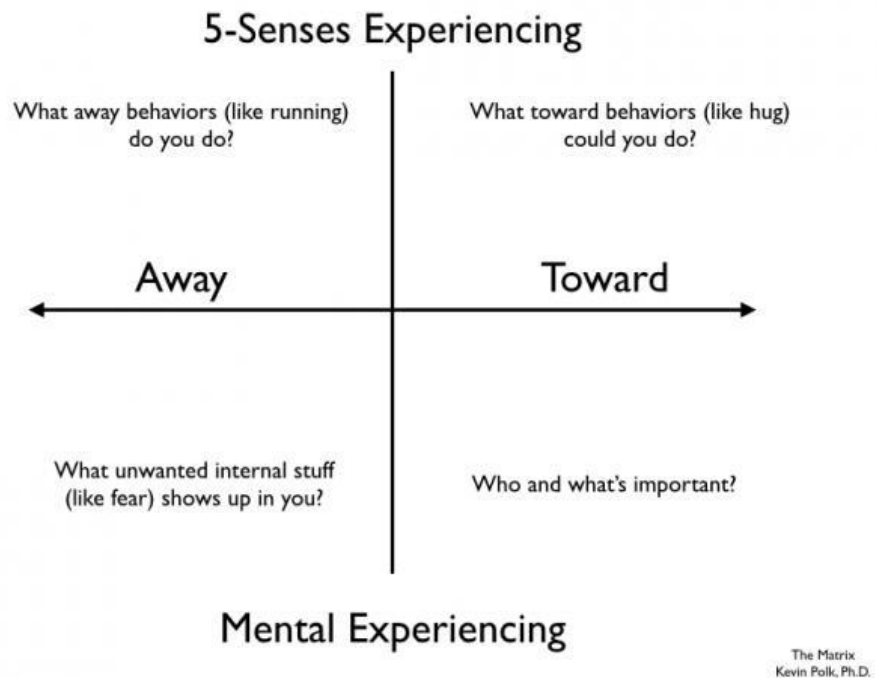 5-Senses Experiencing
What away behaviors (like running)
do you do?
What toward behaviors (like hug)
could you do?
Away
Toward
What unwanted internal stuff
(like fear) shows up in you?
Who and what's important?
Mental Experiencing
The Matrix
Kevin Polk, Ph.D.